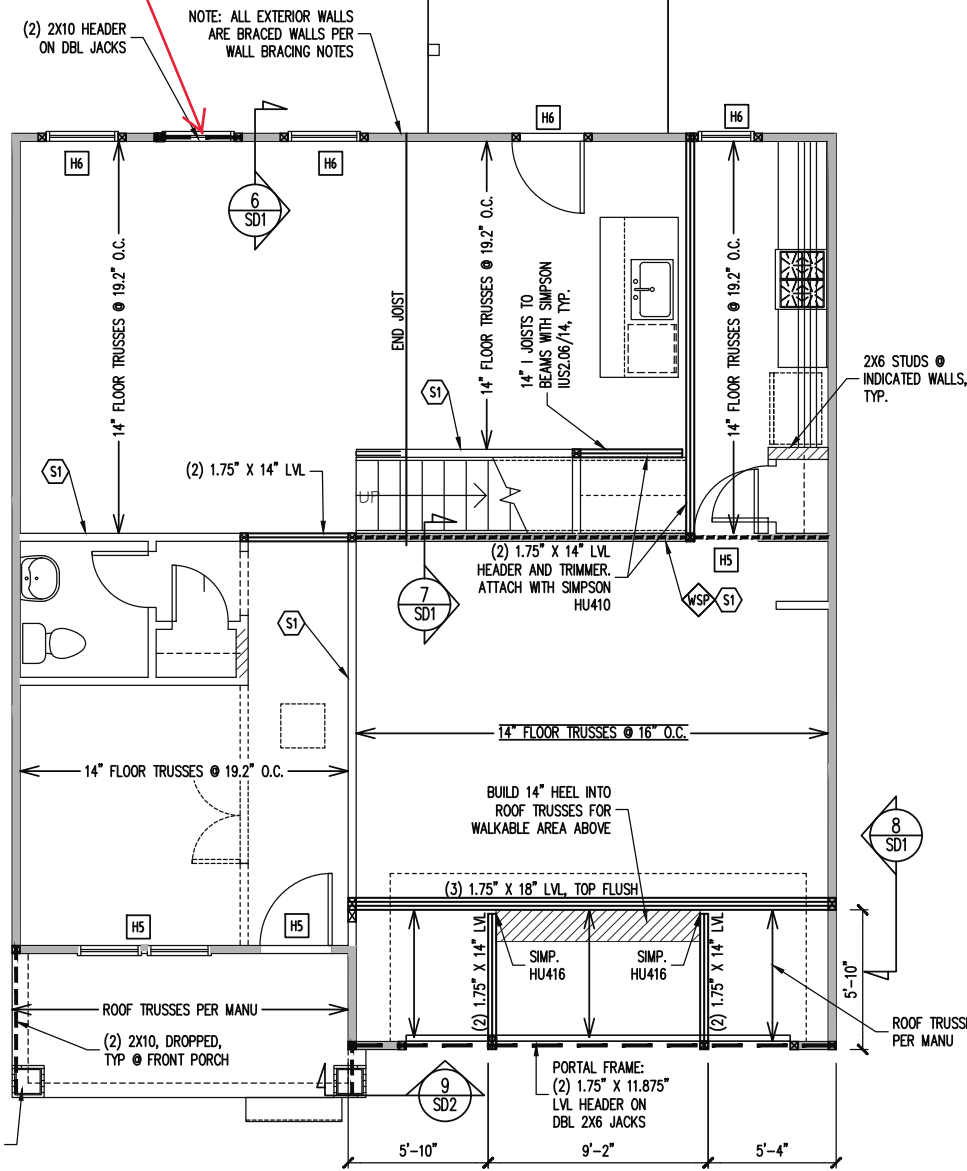 (2) 2X10 HEADER
ON DBL JACKS
NOTE: ALL EXTERIOR WALLS
ARE BRACED WALLS PER
WALL BRACING NOTES
H6
H6
H6
H6
6
SD1
14" FLOOR TRUSSES @ 19.2" O.C.
END JOIST
14" FLOOR TRUSSES @ 19.2" O.C.
14" I JOISTS TO
BEAMS WITH SIMPSON
IUS2.06/14, TYP.
14" FLOOR TRUSSES @ 19.2" O.C.
2X6 STUDS @
INDICATED WALLS,
TYP.
S1
S1
(2) 1.75" X 14" LVL
UP
(2) 1.75" X 14" LVL
HEADER AND TRIMMER.
ATTACH WITH SIMPSON
HU410
H5
WSP
S1
7
SD1
S1
14" FLOOR TRUSSES @ 16" O.C.
14" FLOOR TRUSSES @ 19.2" O.C.
BUILD 14" HEEL INTO
ROOF TRUSSES FOR
WALKABLE AREA ABOVE
8
SD1
(3) 1.75" X 18" LVL, TOP FLUSH
H5
H5
(2) 1.75" X 14" LVL
SIMP.
HU416
SIMP.
HU416
(2) 1.75" X 14" LVL
5'-10"
ROOF TRUSSES PER MANU
(2) 2X10, DROPPED,
TYP @ FRONT PORCH
ROOF TRUSSE
PER MANU
9
SD2
PORTAL FRAME:
(2) 1.75" X 11.875"
LVL HEADER ON
DBL 2X6 JACKS
5'-10"
9'-2"
5'-4"